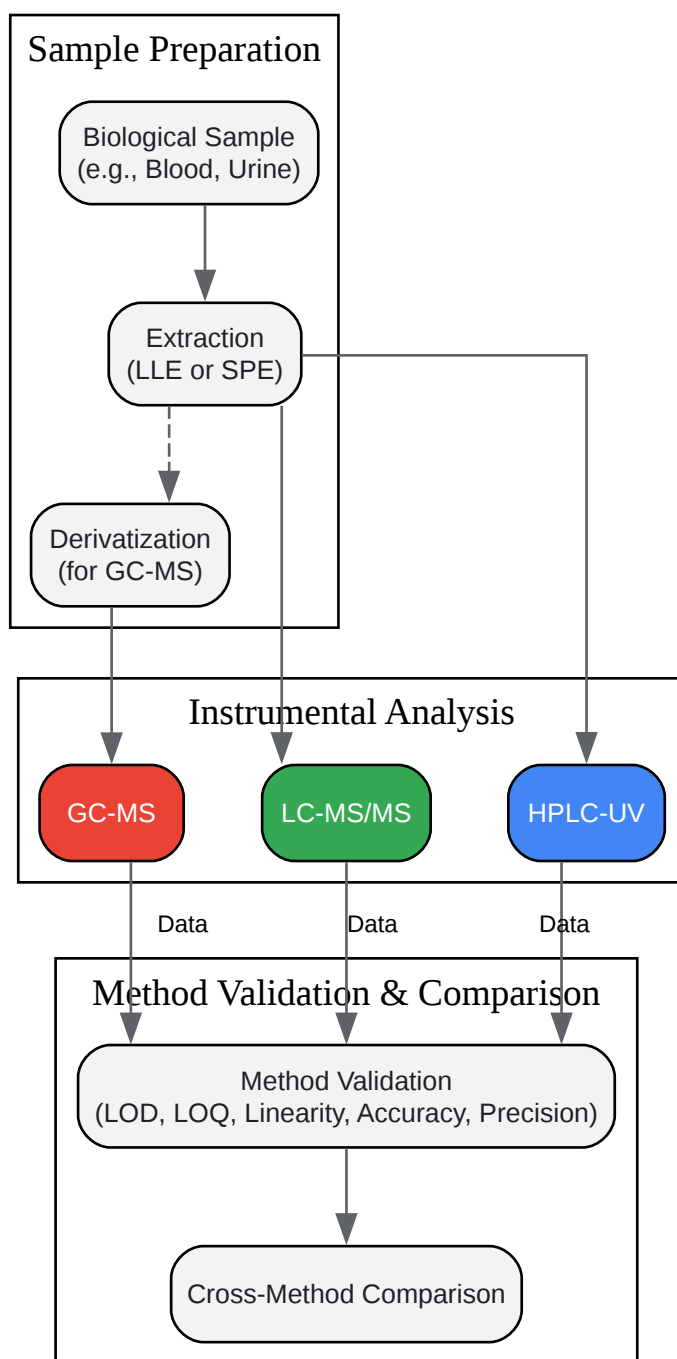 Sample Preparation
Biological Sample
(e.g., Blood, Urine)
Extraction
(LLE or SPE)
Derivatization
(for GC-MS)
Instrumental Analysis
GC-MS
LC-MS/MS
HPLC-UV
Data
Data
Data
Method Validation & Comparison
Method Validation
(LOD, LOQ, Linearity, Accuracy, Precision)
Cross-Method Comparison